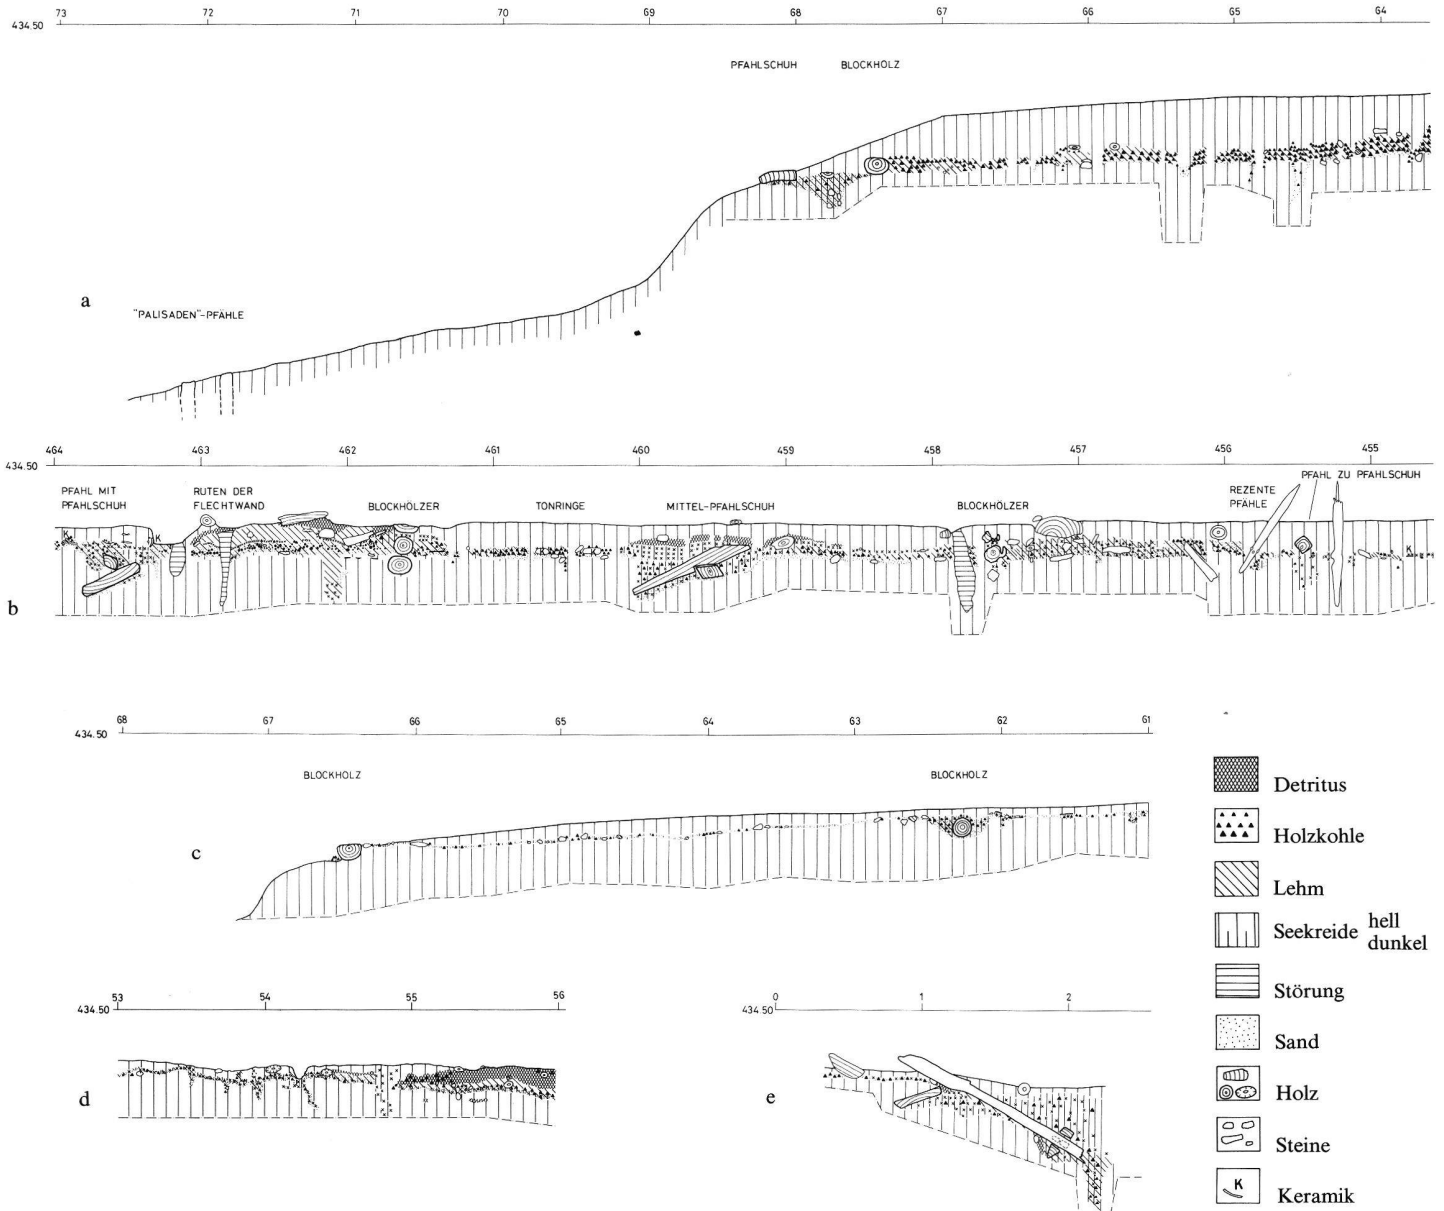 73 72 71 70 69 68 67 66 65 64
434.50
PFAHLSCHUH BLOCKHOLZ
a
"PALISADEN"-PFÄHLE
464 463 462 461 460 459 458 457 456 455
434.50
PFAHL MIT PFAHLSCHUH
RUTEN DER FLECHTWAND
BLOCKHÖLZER
TONRINGE
MITTEL-PFAHLSCHUH
BLOCKHÖLZER
REZENTE PFÄHLE
PFAHL ZU PFAHLSCHUH
K K K K
b
68 67 66 65 64 63 62 61
434.50
BLOCKHOLZ BLOCKHOLZ
c
53 54 55 56
434.50
d
0 1 2
434.50
e
Detritus
Holzkohle
Lehm
Seekreide hell
dunkel
Störung
Sand
Holz
Steine
K Keramik